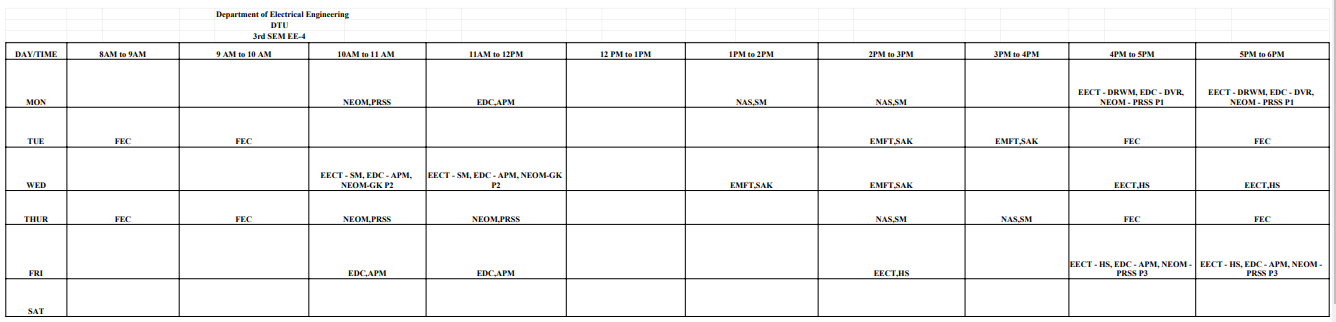 Department of Electrical Engineering
DTU
3rd SEM EE-4
DAY/TIME 8AM to 9AM 9 AM to 10 AM 10AM to 11 AM 11AM to 12PM 12 PM to 1PM 1PM to 2PM 2PM to 3PM 3PM to 4PM 4PM to 5PM 5PM to 6PM
EECT - DRWM, EDC - DVR, EECT - DRWM, EDC - DVR,
MON NEOM,PRSS EDC,APM NAS,SM NAS,SM NEOM - PRSS P1 NEOM - PRSS P1
TUE FEC FEC EMFT,SAK EMFT,SAK FEC FEC
EECT - SM, EDC - APM, EECT - SM, EDC - APM, NEOM-GK
WED NEOM-GK P2 P2 EMFT,SAK EMFT,SAK EECT,HS EECT,HS
THUR FEC FEC NEOM,PRSS NEOM,PRSS NAS,SM NAS,SM FEC FEC
EECT - HS, EDC - APM, NEOM - EECT - HS, EDC - APM, NEOM -
FRI EDC,APM EDC,APM EECT,HS PRSS P3 PRSS P3
SAT